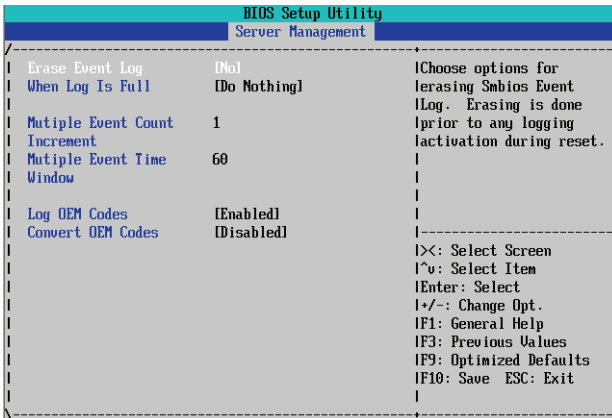 BIOS Setup Utility
Server Management
Erase Event Log [No]
When Log Is Full [Do Nothing]
Mutiple Event Count 1
Increment
Mutiple Event Time 60
Window
Log OEM Codes [Enabled]
Convert OEM Codes [Disabled]
Choose options for
erasing Smbios Event
Log. Erasing is done
prior to any logging
activation during reset.
><: Select Screen
^v: Select Item
Enter: Select
+/-: Change Opt.
F1: General Help
F3: Previous Values
F9: Optimized Defaults
F10: Save ESC: Exit